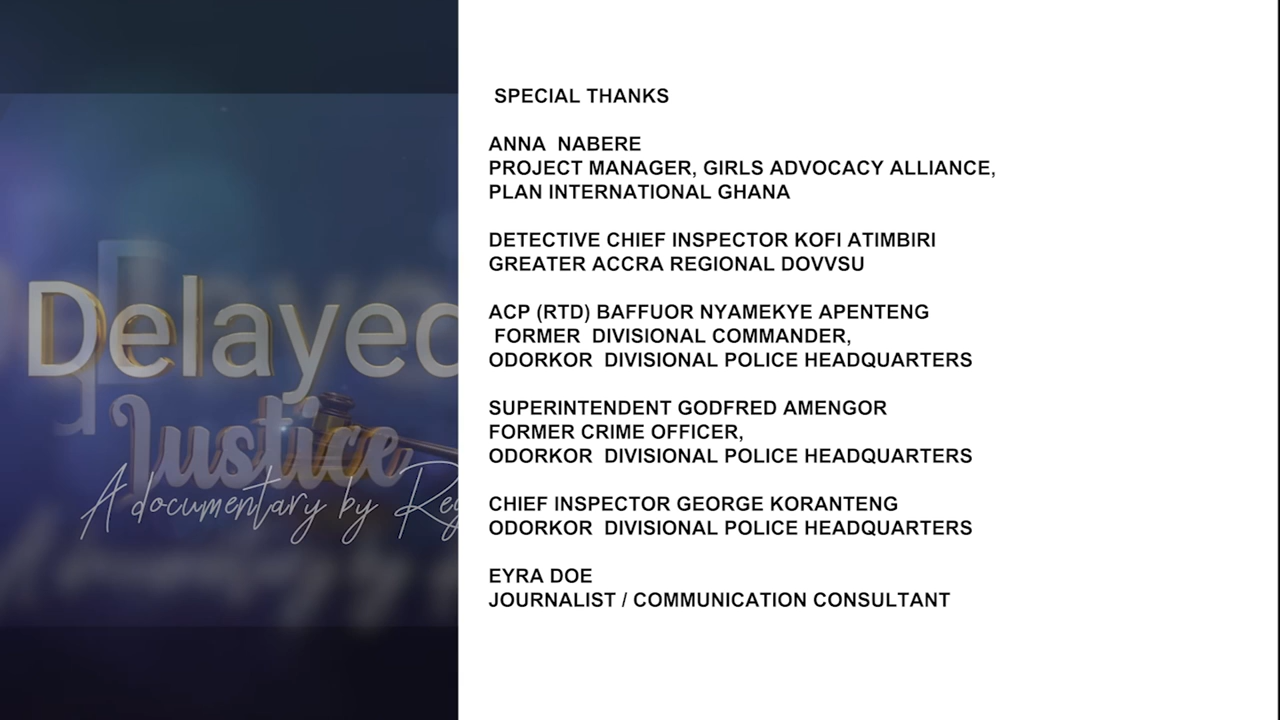 Delayed
Justice
A documentary by
SPECIAL THANKS
ANNA NABERE
PROJECT MANAGER, GIRLS ADVOCACY ALLIANCE,
PLAN INTERNATIONAL GHANA
DETECTIVE CHIEF INSPECTOR KOFI ATIMBIRI
GREATER ACCRA REGIONAL DOVVSU
ACP (RTD) BAFFUOR NYAMEKYE APENTENG
FORMER DIVISIONAL COMMANDER,
ODORKOR DIVISIONAL POLICE HEADQUARTERS
SUPERINTENDENT GODFRED AMENGOR
FORMER CRIME OFFICER,
ODORKOR DIVISIONAL POLICE HEADQUARTERS
CHIEF INSPECTOR GEORGE KORANTENG
ODORKOR DIVISIONAL POLICE HEADQUARTERS
EYRA DOE
JOURNALIST / COMMUNICATION CONSULTANT